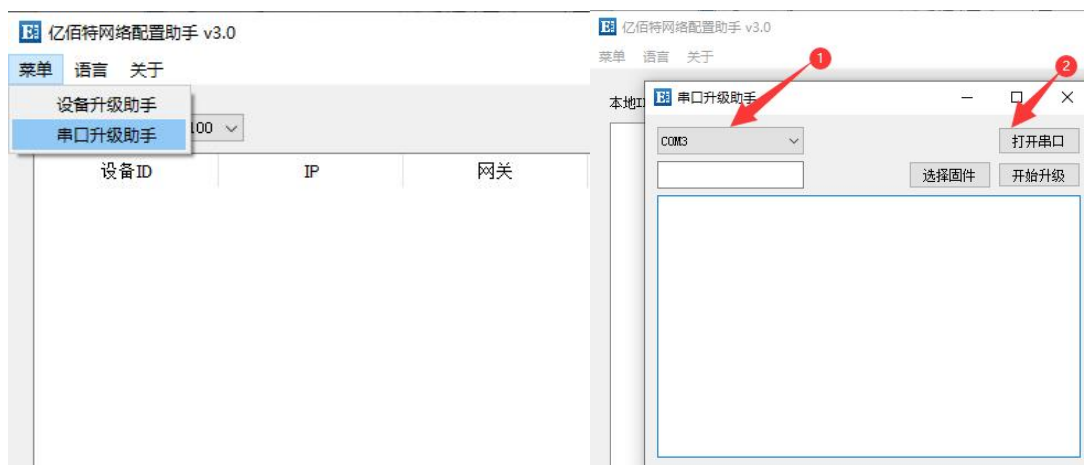 亿佰特网络配置助手 v3.0
菜单 语言 关于
设备升级助手
串口升级助手
100
设备ID IP 网关
亿佰特网络配置助手 v3.0
菜单 语言 关于
1
2
本地I
串口升级助手
COM3
打开串口
选择固件
开始升级